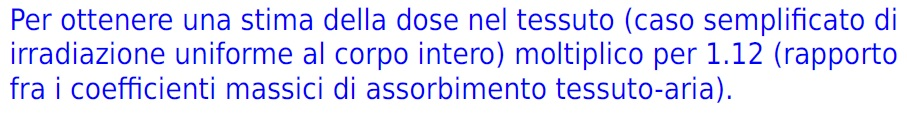 Per ottenere una stima della dose nel tessuto (caso semplificato di
irradiazione uniforme al corpo intero) moltiplico per 1.12 (rapporto
fra i coefficienti massici di assorbimento tessuto-aria).